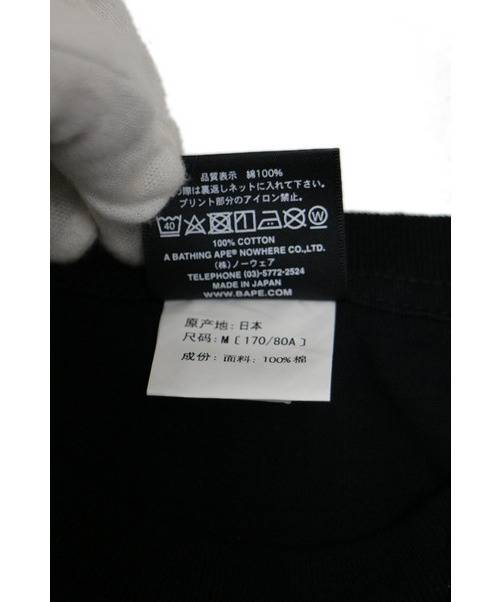 品質表示 綿100%
の際は裏返しネットに入れて下さい。
プリント部分のアイロン禁止。
40 W
100% COTTON
A BATHING APE® NOWHERE CO.,LTD.
(株)ノーウェア
TELEPHONE (03)-5772-2524
MADE IN JAPAN
WWW.BAPE.COM
原产地: 日本
尺码: M [170/80A]
成份: 面料: 100%棉